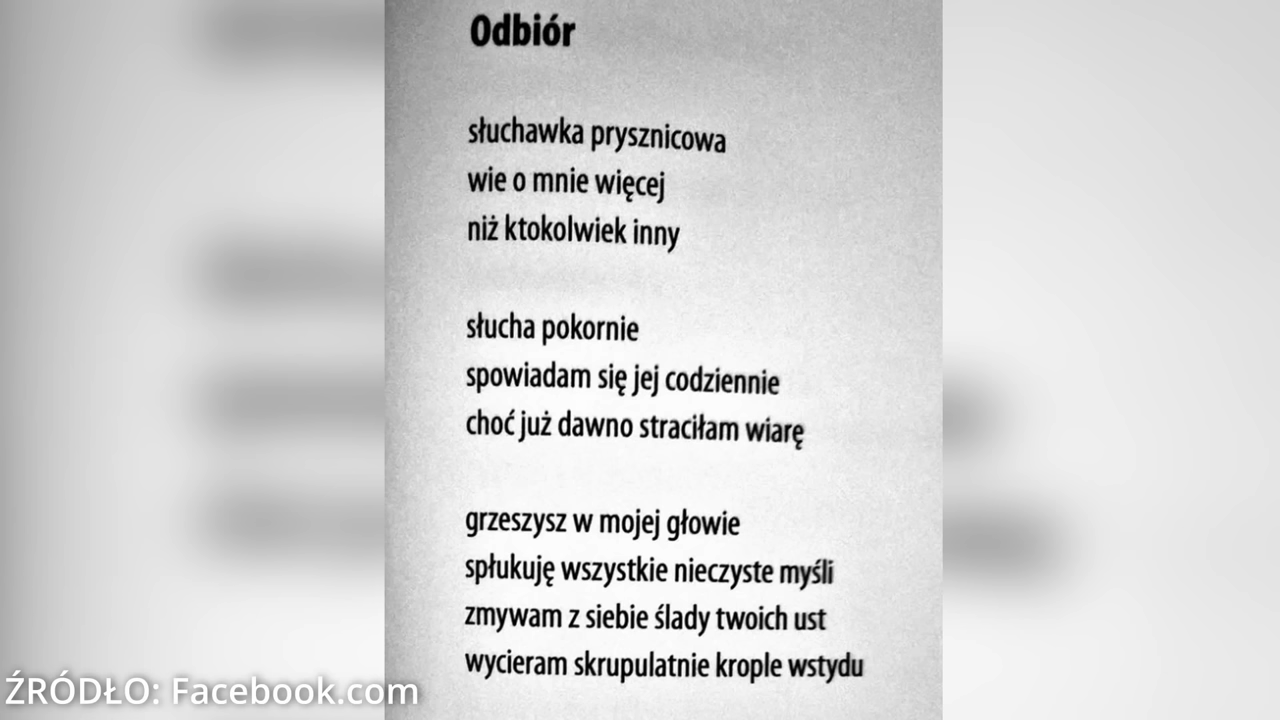 Odbiór
słuchawka prysznicowa
wie o mnie więcej
niż ktokolwiek inny
słucha pokornie
spowiadam się jej codziennie
choć już dawno straciłam wiarę
grzeszysz w mojej głowie
spłukuję wszystkie nieczyste myśli
zmywam z siebie ślady twoich ust
wycieram skrupulatnie krople wstydu
ŹRÓDŁO: Facebook.com